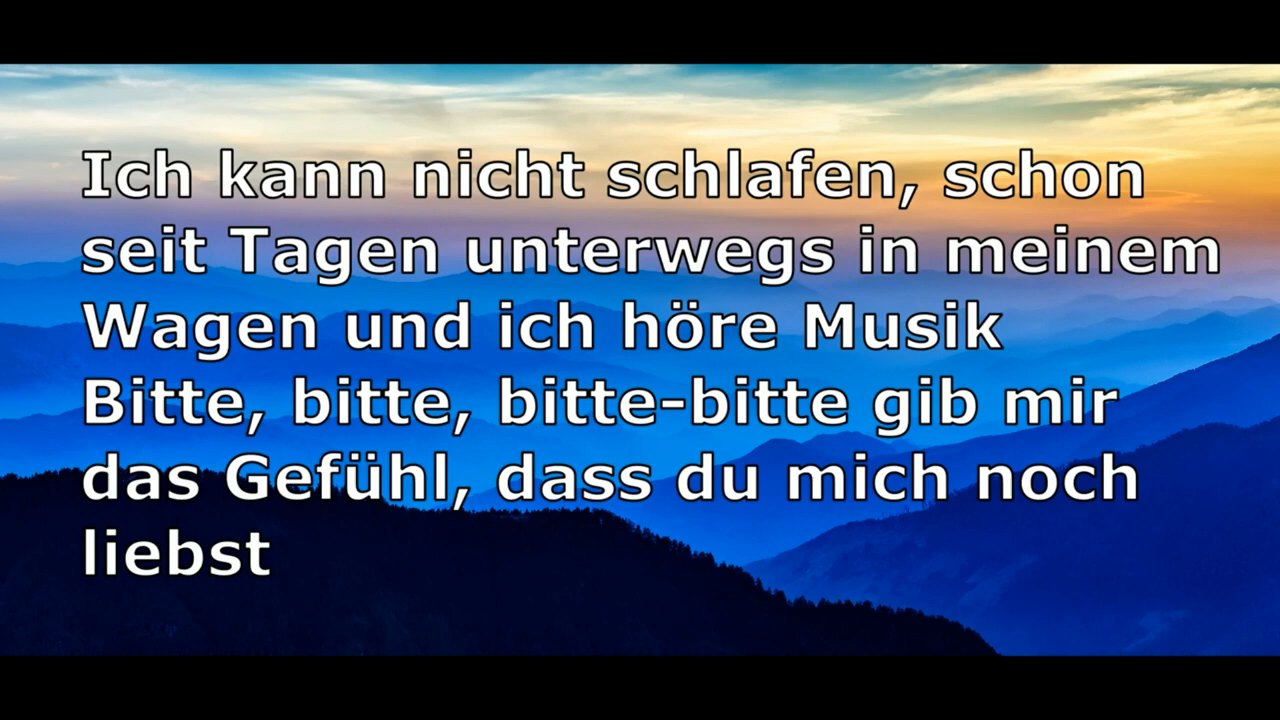 Ich kann nicht schlafen, schon
seit Tagen unterwegs in meinem
Wagen und ich höre Musik
Bitte, bitte, bitte-bitte gib mir
das Gefühl, dass du mich noch
liebst